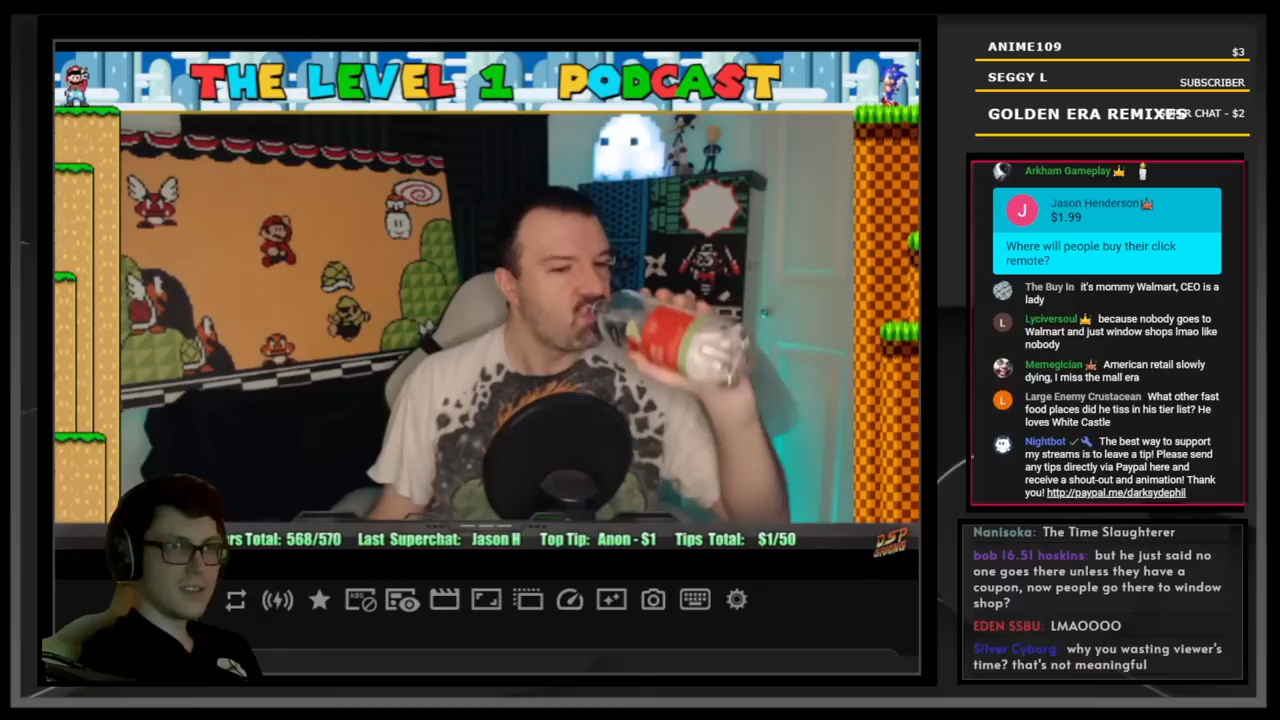 THE LEVEL 1 PODCAST
rs Total: 568/570 Last Superchat: Jason H Top Tip: Anon - $1 Tips Total: $1/50
DSP
GAMING
ANIME109 $3
SEGGY L SUBSCRIBER
GOLDEN ERA REMIXES SUPER CHAT - $2
Arkham Gameplay
J
Jason Henderson
$1.99
Where will people buy their click
remote?
The Buy In it's mommy Walmart, CEO is a
lady
L
Lyciversoul because nobody goes to
Walmart and just window shops lmao like
nobody
Memegician American retail slowly
dying, I miss the mall era
L
Large Enemy Crustacean What other fast
food places did he tiss in his tier list? He
loves White Castle
Nightbot The best way to support
my streams is to leave a tip! Please send
any tips directly via Paypal here and
receive a shout-out and animation! Thank
you! http://paypal.me/darksydephil
Nanisoka: The Time Slaughterer
bob 16.51 hoskins: but he just said no
one goes there unless they have a
coupon, now people go there to window
shop?
EDEN SSBU: LMAOOOO
Silver Cyborg: why you wasting viewer's
time? that's not meaningful